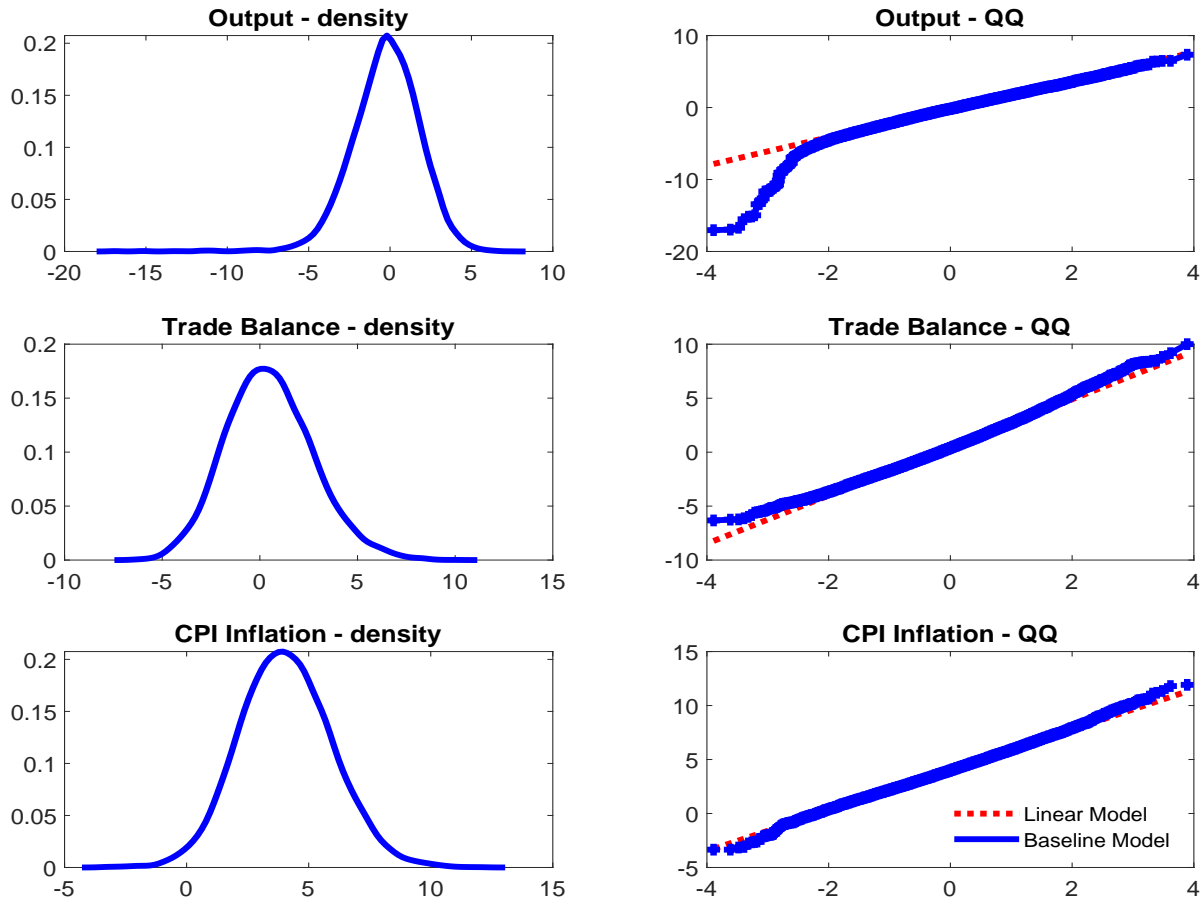 Output - density
0.2
0.15
0.1
0.05
0
-20 -15 -10 -5 0 5 10
Output - QQ
10
0
-10
-20
-4 -2 0 2 4
Trade Balance - density
0.2
0.15
0.1
0.05
0
-10 -5 0 5 10 15
Trade Balance - QQ
10
5
0
-5
-10
-4 -2 0 2 4
CPI Inflation - density
0.2
0.15
0.1
0.05
0
-5 0 5 10 15
CPI Inflation - QQ
15
10
5
0
-5
-4 -2 0 2 4
Linear Model
Baseline Model